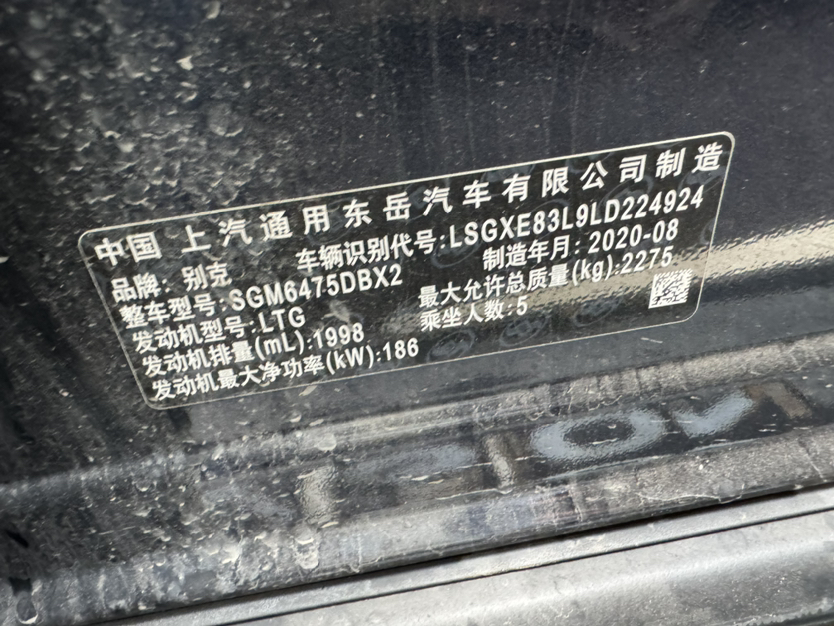 中国 上汽通用东岳汽车有限公司制造
品牌: 别克
车辆识别代号:LSGXE83L9LD224924
整车型号:SGM6475DBX2
制造年月: 2020-08
发动机型号:LTG
最大允许总质量(kg):2275
发动机排量(mL):1998
乘坐人数:5
发动机最大净功率(kW):186